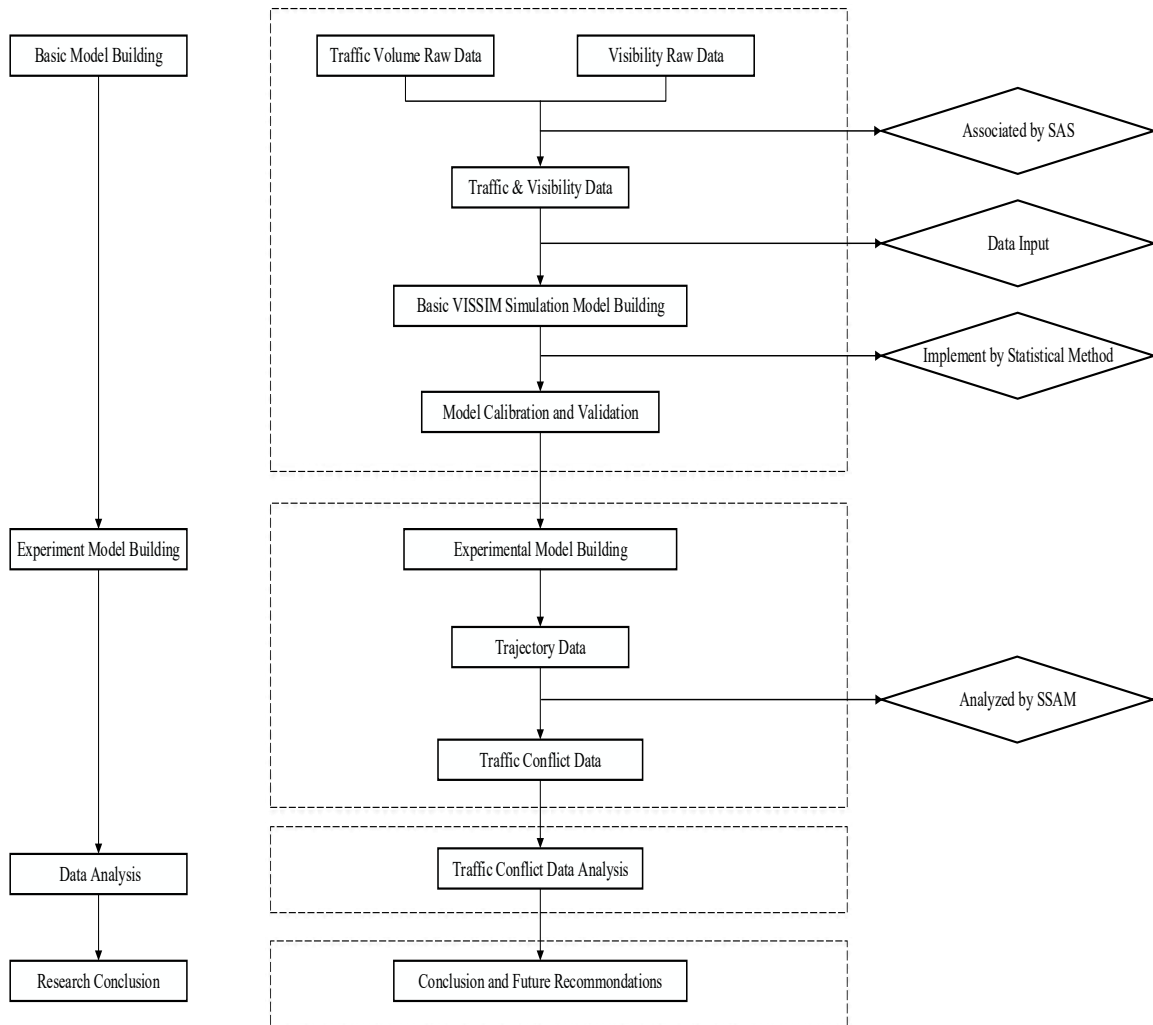 Basic Model Building
Traffic Volume Raw Data
Visibility Raw Data
Associated by SAS
Traffic & Visibility Data
Data Input
Basic VISSIM Simulation Model Building
Implement by Statistical Method
Model Calibration and Validation
Experiment Model Building
Experimental Model Building
Trajectory Data
Analyzed by SSAM
Traffic Conflict Data
Data Analysis
Traffic Conflict Data Analysis
Research Conclusion
Conclusion and Future Recommondations